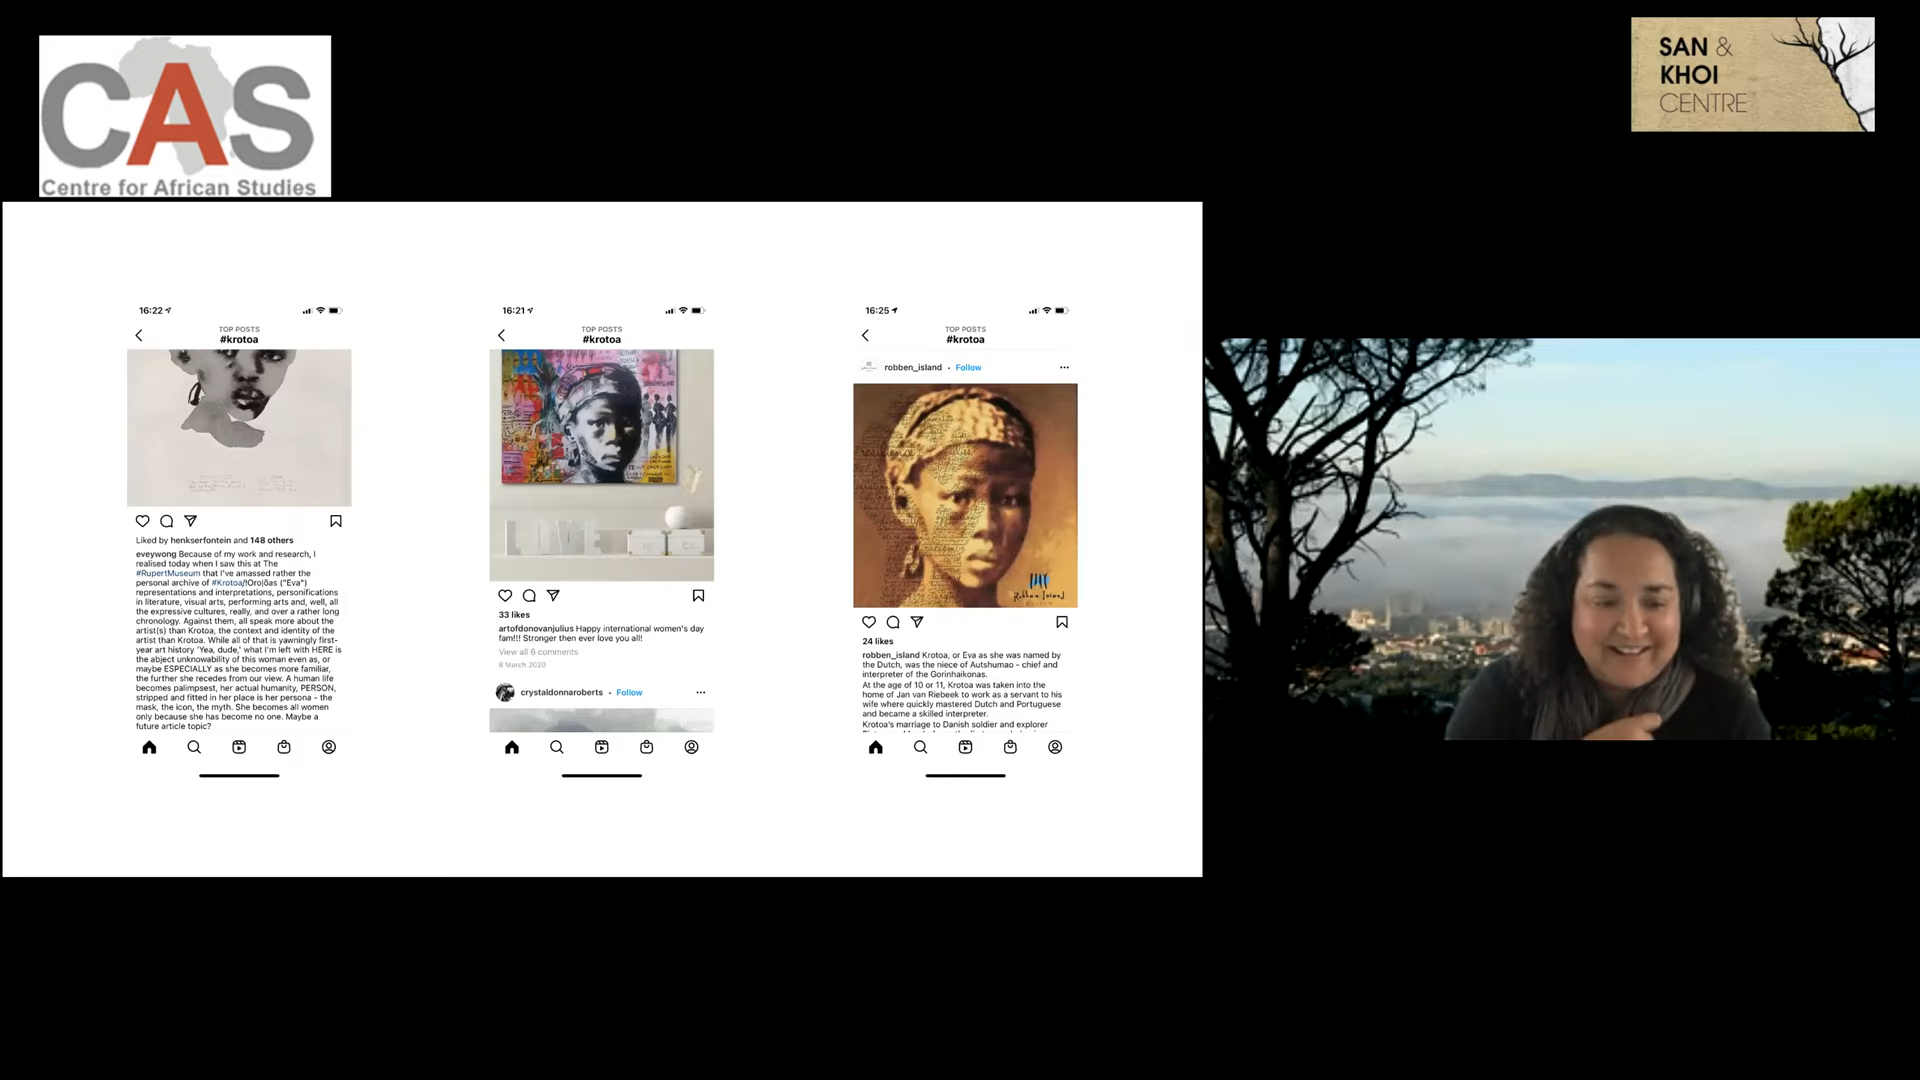 CAS
Centre for African Studies
SAN &
KHOI
CENTRE
16:22
TOP POSTS
#krotoa
Liked by henkserfontein and 148 others
eveywong Because of my work and research, I
realised today when I saw this at The
#RupertMuseum that I've amassed rather the
personal archive of #Krotoa/!Oroǀõas ("Eva")
representations and interpretations, personifications
in literature, visual arts, performing arts and, well, all
the expressive cultures, really, and over a rather long
chronology. Against them, all speak more about the
artist(s) than Krotoa, the context and identity of the
artist than Krotoa. While all of that is yawningly first-
year art history 'Yea, dude,' what I'm left with HERE is
the abject unknowability of this woman even as, or
maybe ESPECIALLY as she becomes more familiar,
the further she recedes from our view. A human life
becomes palimpsest, her actual humanity, PERSON,
stripped and fitted in her place is her persona - the
mask, the icon, the myth. She becomes all women
only because she has become no one. Maybe a
future article topic?
16:21
TOP POSTS
#krotoa
LOVE
33 likes
artofdonovanjulius Happy international women's day
fam!!! Stronger then ever love you all!
View all 6 comments
8 March 2020
crystaldonnaroberts • Follow
16:25
TOP POSTS
#krotoa
robben_island • Follow
resilience
Robben Island
24 likes
robben_island Krotoa, or Eva as she was named by
the Dutch, was the niece of Autshumao - chief and
interpreter of the Gorinhaikonas.
At the age of 10 or 11, Krotoa was taken into the
home of Jan van Riebeek to work as a servant to his
wife where quickly mastered Dutch and Portuguese
and became a skilled interpreter.
Krotoa's marriage to Danish soldier and explorer